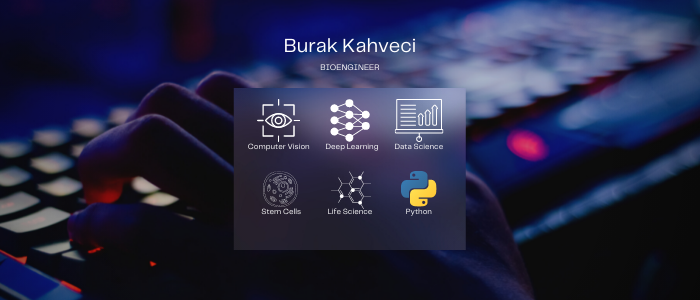 Burak Kahveci
BIOENGINEER
Computer Vision
Deep Learning
Data Science
Stem Cells
Life Science
Python